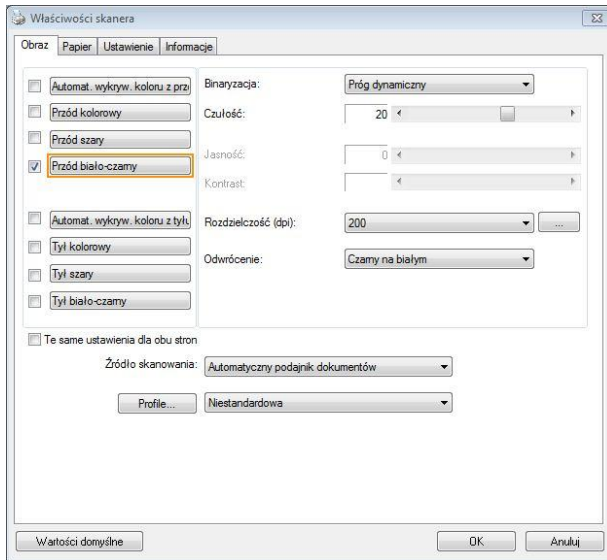 Właściwości skanera
Obraz Papier Ustawienie Informacje
Automat. wykryw. koloru z prz
Przód kolorowy
Przód szary
Przód biało-czarny
Automat. wykryw. koloru z tyłu
Tył kolorowy
Tył szary
Tył biało-czarny
Binaryzacja: Próg dynamiczny
Czułość: 20
Jasność: 0
Kontrast:
Rozdzielczość (dpi): 200 ...
Odwrócenie: Czarny na białym
Te same ustawienia dla obu stron
Źródło skanowania: Automatyczny podajnik dokumentów
Profile... Niestandardowa
Wartości domyślne OK Anuluj